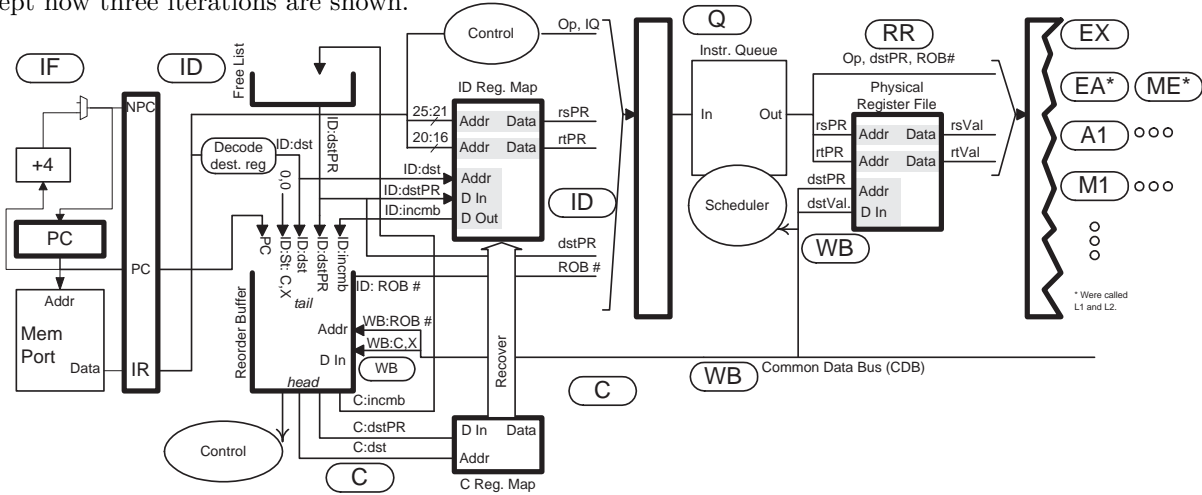 ept now three iterations are shown.
IF
ID
Free List
Control
Op, IQ
Q
Instr. Queue
RR
Op, dstPR, ROB#
EX
NPC
+4
PC
Addr
Mem
Port
Data
PC
IR
Decode
dest. reg
ID:dst
ID:dstPR
0,0
25:21
20:16
ID Reg. Map
Addr
Data
rsPR
Addr
Data
rtPR
ID:dst
Addr
ID:dstPR
D In
ID:incmb
D Out
ID
In
Out
Scheduler
Physical
Register File
rsPR
Addr
Data
rsVal
rtPR
Addr
Data
rtVal
dstPR
Addr
dstVal.
D In
WB
EA*
ME*
A1
M1
* Were called
L1 and L2.
PC
ID:St: C,X
ID:dst
ID:dstPR
ID:incmb
tail
dstPR
ROB #
ID: ROB #
Reorder Buffer
Addr
WB:ROB #
D In
WB:C,X
WB
head
C:incmb
Recover
WB
Common Data Bus (CDB)
C
Control
C:dstPR
C:dst
D In
Data
Addr
C
C Reg. Map